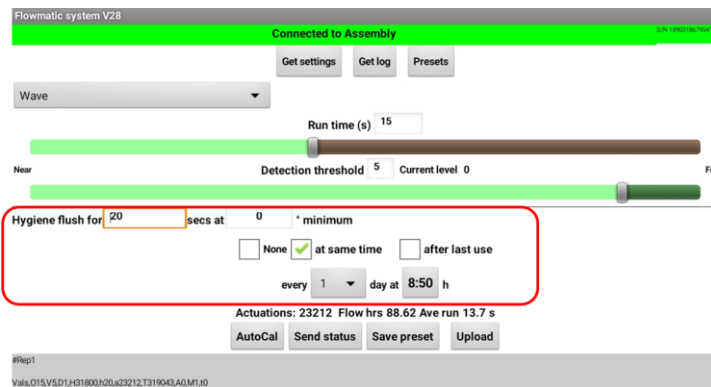 Flowmatic system V28
Connected to Assembly
Get settings Get log Presets
Wave
Run time (s) 15
Near Detection threshold 5 Current level 0 F
Hygiene flush for 20 secs at 0 ° minimum
None at same time after last use
every 1 day at 8:50 h
Actuations: 23212 Flow hrs 88.62 Ave run 13.7 s
AutoCal Send status Save preset Upload
#Rep1
Vals,O15,V5,D1,H31800,h20,a23212,T319043,A0,M1,t0